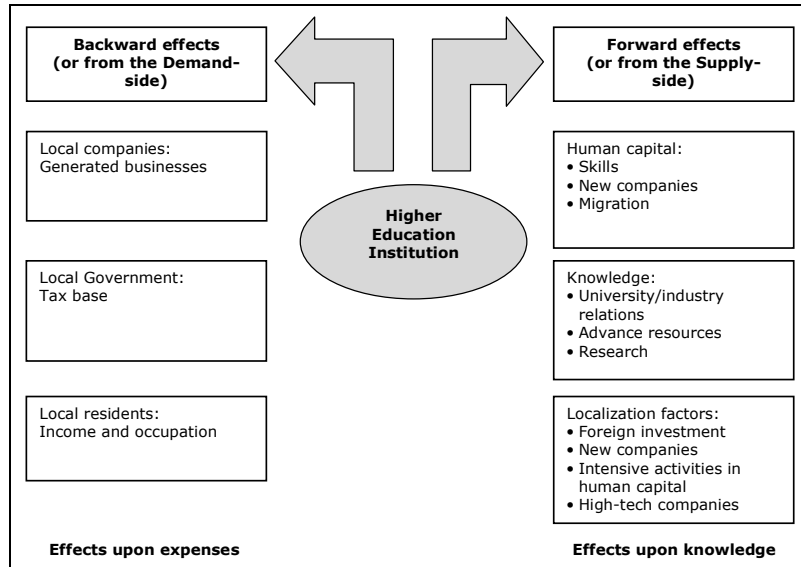 Backward effects
(or from the Demand-
side)
Local companies:
Generated businesses
Local Government:
Tax base
Local residents:
Income and occupation
Effects upon expenses
Higher
Education
Institution
Forward effects
(or from the Supply-
side)
Human capital:
• Skills
• New companies
• Migration
Knowledge:
• University/industry
relations
• Advance resources
• Research
Localization factors:
• Foreign investment
• New companies
• Intensive activities in
human capital
• High-tech companies
Effects upon knowledge